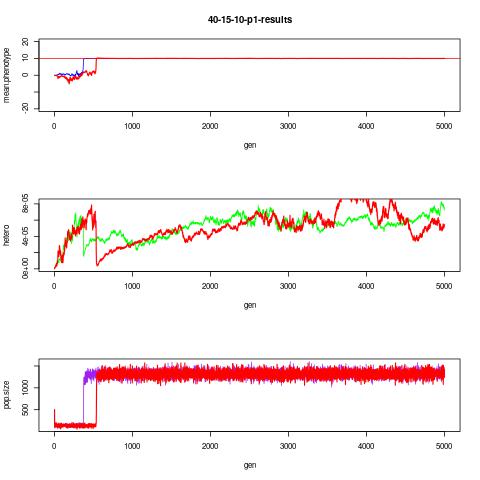 40-15-10-p1-results
mean.phenotype
-20
0
10
20
0 1000 2000 3000 4000 5000
gen
hetero
0e+00
4e-05
8e-05
0 1000 2000 3000 4000 5000
gen
pop.size
500
1000
0 1000 2000 3000 4000 5000
gen